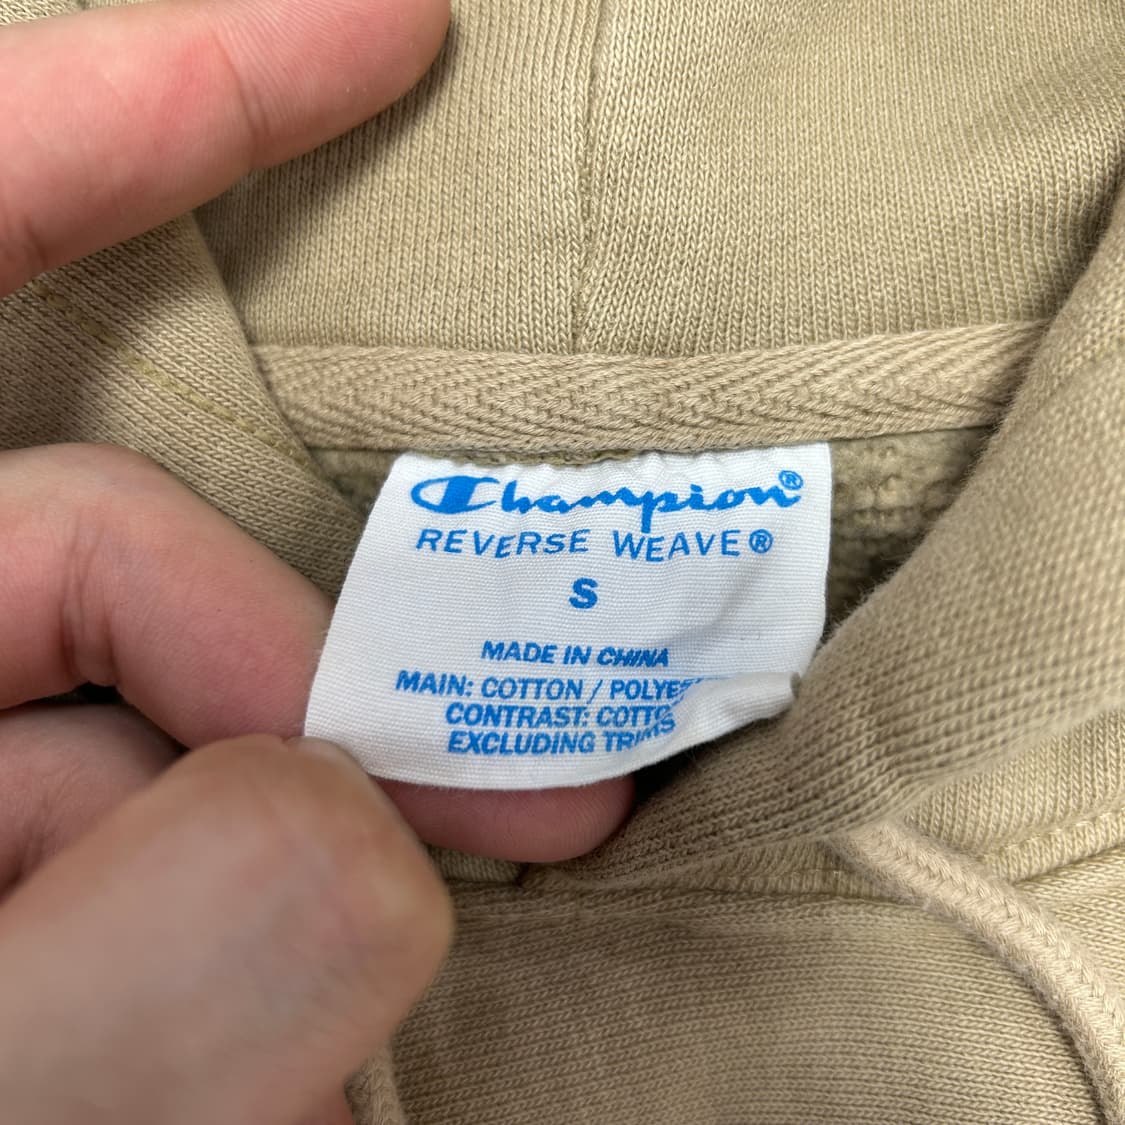 Champion®
REVERSE WEAVE®
S
MADE IN CHINA
MAIN: COTTON / 
CONTRAST:
EXCLUDING TRIMS